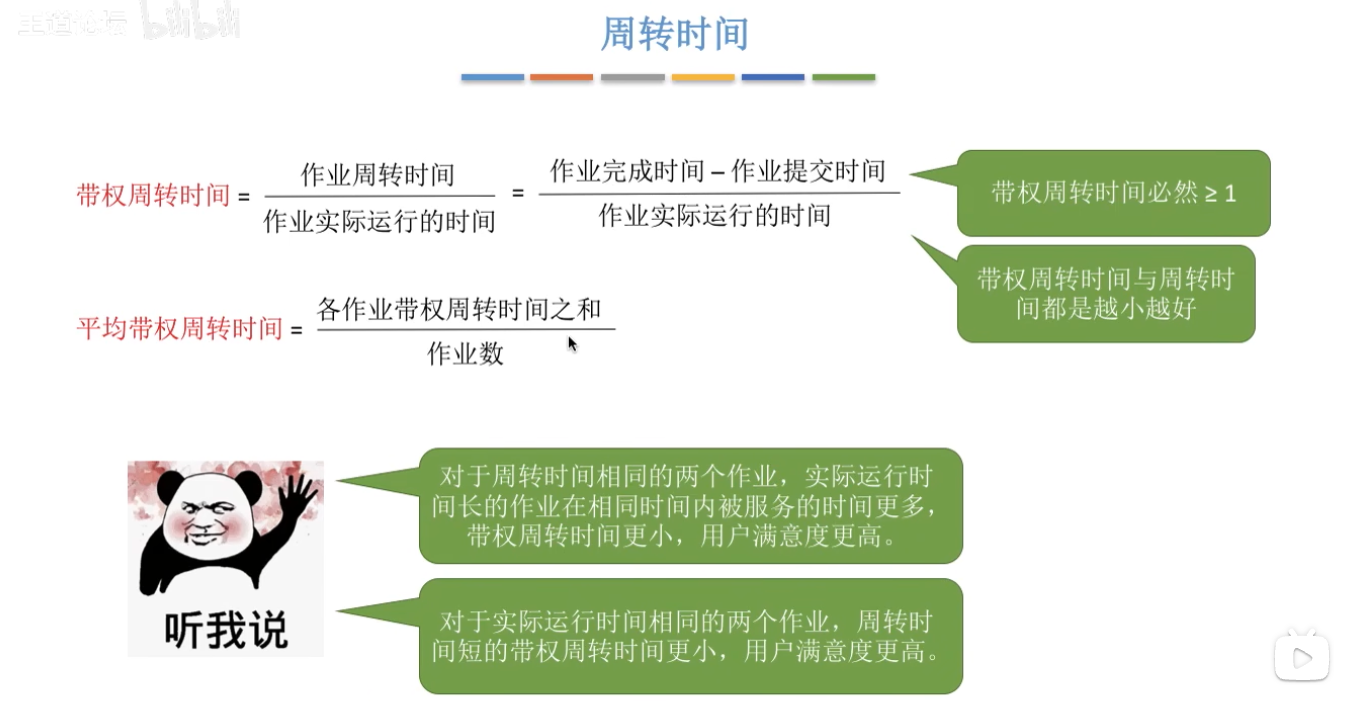 王道论坛 bilibili
周转时间
带权周转时间 = 作业周转时间 = 作业完成时间 – 作业提交时间
作业实际运行的时间 作业实际运行的时间
带权周转时间必然 ≥ 1
带权周转时间与周转时
间都是越小越好
平均带权周转时间 = 各作业带权周转时间之和
作业数
对于周转时间相同的两个作业，实际运行时
间长的作业在相同时间内被服务的时间更多，
带权周转时间更小，用户满意度更高。
听我说
对于实际运行时间相同的两个作业，周转时
间短的带权周转时间更小，用户满意度更高。